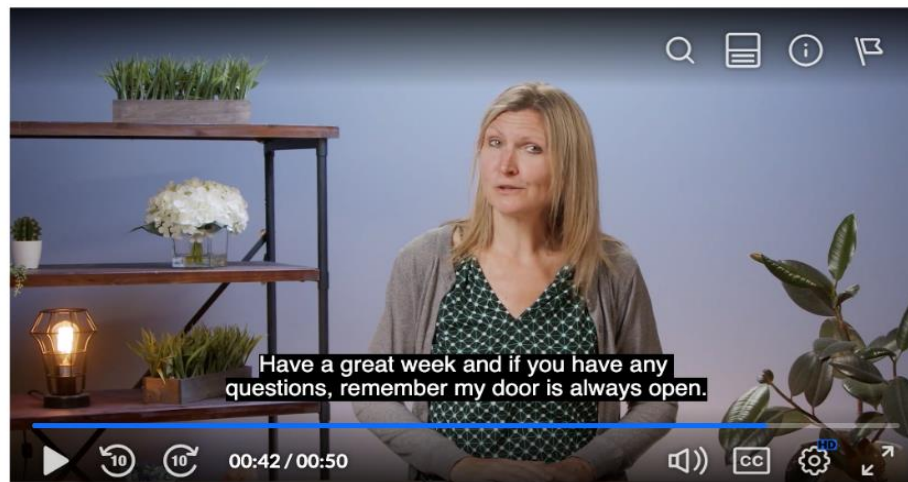 Have a great week and if you have any
questions, remember my door is always open.
10
10
00:42 / 00:50
CC
HD